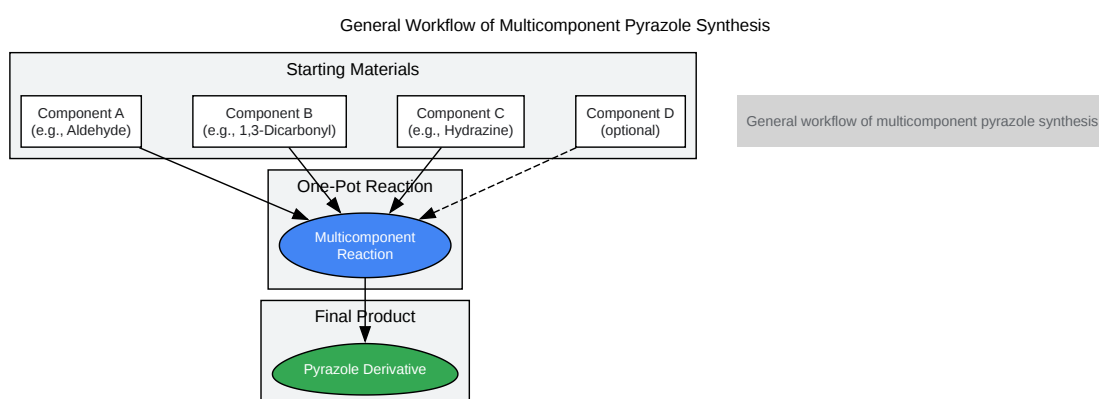 General Workflow of Multicomponent Pyrazole Synthesis
Starting Materials
Component A
(e.g., Aldehyde)
Component B
(e.g., 1,3-Dicarbonyl)
Component C
(e.g., Hydrazine)
Component D
(optional)
General workflow of multicomponent pyrazole synthesis
One-Pot Reaction
Multicomponent
Reaction
Final Product
Pyrazole Derivative